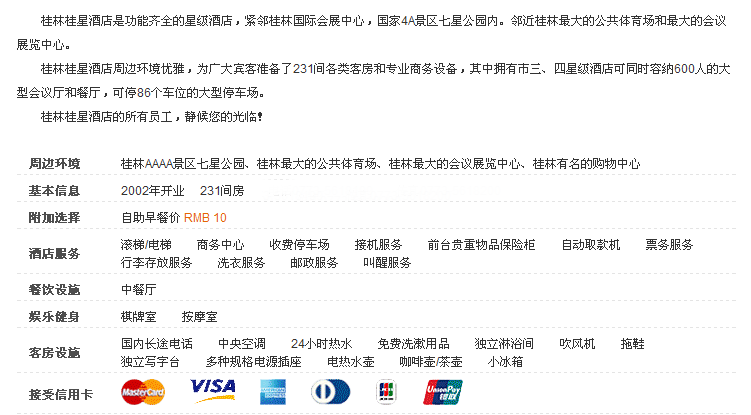 桂林桂星酒店是功能齐全的星级酒店，紧邻桂林国际会展中心，国家4A景区七星公园内。邻近桂林最大的公共体育场和最大的会议
展览中心。
桂林桂星酒店周边环境优雅，为广大宾客准备了231间各类客房和专业商务设备，其中拥有市三、四星级酒店可同时容纳600人的大
型会议厅和餐厅，可停86个车位的大型停车场。
桂林桂星酒店的所有员工，静候您的光临！
周边环境 桂林AAAA景区七星公园、桂林最大的公共体育场、桂林最大的会议展览中心、桂林有名的购物中心
基本信息 2002年开业 231间房
附加选择 自助早餐价 RMB 10
酒店服务 滚梯/电梯 商务中心 收费停车场 接机服务 前台贵重物品保险柜 自动取款机 票务服务
行李存放服务 洗衣服务 邮政服务 叫醒服务
餐饮设施 中餐厅
娱乐健身 棋牌室 按摩室
客房设施 国内长途电话 中央空调 24小时热水 免费洗漱用品 独立淋浴间 吹风机 拖鞋
独立写字台 多种规格电源插座 电热水壶 咖啡壶/茶壶 小冰箱
接受信用卡 MasterCard VISA JCB UnionPay 银联